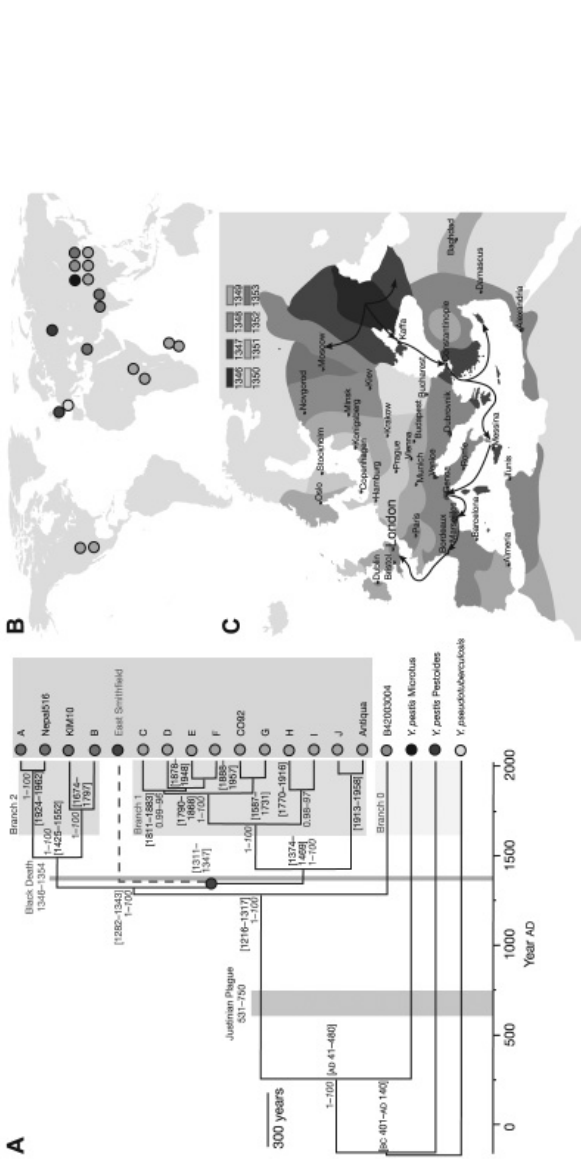 A
Branch 2
1–100
[1924–1962]
1–100
[1425–1552]
1–100
[1674–
1797]
A
Nepal516
KIM10
B
East Smithfield
Black Death
1346–1354
[1282–1343]
1–100
[1311–
1347]
Branch 1
[1811–1883]
0.99–96
[1878–
1948]
[1790–
1868]
1–100
[1888–
1957]
1–100
[1587–
1731]
[1770–1916]
0.98–97
[1374–
1469]
1–100
[1913–1958]
C
D
E
F
CO92
G
H
I
J
Antiqua
[1216–1317]
1–100
Branch 0
B42003004
Y. pestis Microtus
Y. pestis Pestoides
Y. pseudotuberculosis
Justinian Plague
531–750
1–100
[AD 41–480]
[BC 401–AD 140]
300 years
0
500
1000
1500
2000
Year AD
B
C
1346
1347
1348
1349
1350
1351
1352
1353
Oslo
Stockholm
Novgorod
Moscow
Copenhagen
Konigsberg
Minsk
Dublin
Bristol
London
Hamburg
Krakow
Kiev
Prague
Paris
Munich
Vienna
Budapest
Bucharest
Kaffa
Bordeaux
Venice
Genoa
Dubrovnik
Constantinople
Barcelona
Rome
Almeria
Messina
Tunis
Baghdad
Damascus
Alexandria